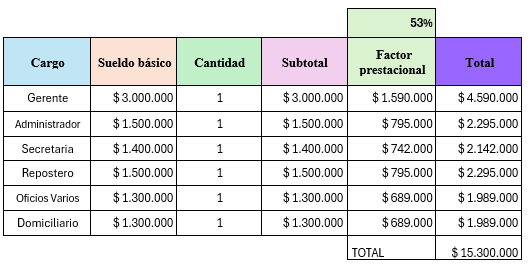 53%
Cargo Sueldo básico Cantidad Subtotal Factor prestacional Total
Gerente $ 3.000.000 1 $ 3.000.000 $ 1.590.000 $ 4.590.000
Administrador $ 1.500.000 1 $ 1.500.000 $ 795.000 $ 2.295.000
Secretaria $ 1.400.000 1 $ 1.400.000 $ 742.000 $ 2.142.000
Repostero $ 1.500.000 1 $ 1.500.000 $ 795.000 $ 2.295.000
Oficios Varios $ 1.300.000 1 $ 1.300.000 $ 689.000 $ 1.989.000
Domiciliario $ 1.300.000 1 $ 1.300.000 $ 689.000 $ 1.989.000
TOTAL $ 15.300.000